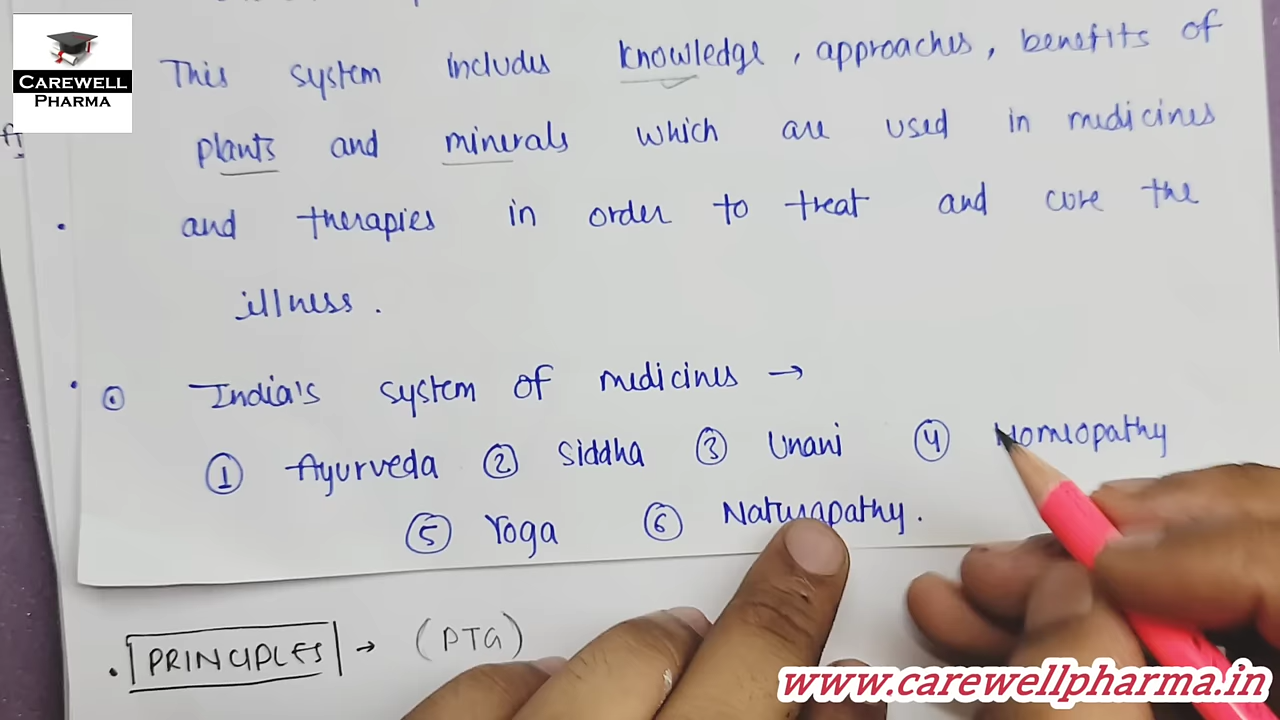 CAREWELL
PHARMA
This system includes knowledge, approaches, benefits of
plants and minerals which are used in medicines
and therapies in order to treat and cure the
illness.
India's system of medicines →
① Ayurveda ② Siddha ③ Unani ④ Homeopathy
⑤ Yoga ⑥ Naturapathy.
. PRINCIPLES → (PTG)
www.carewellpharma.in